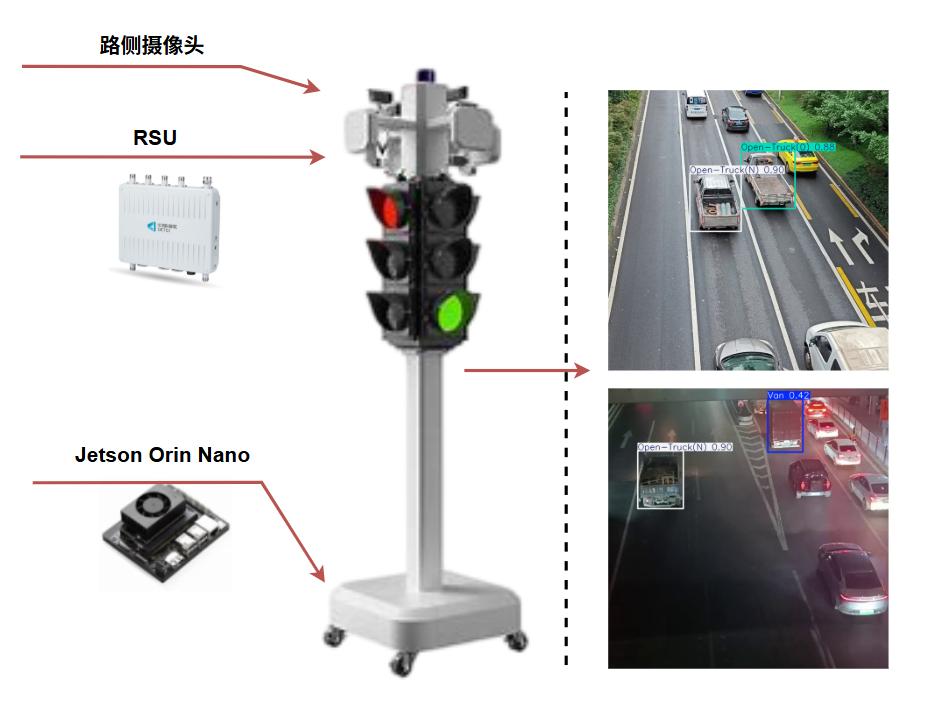 路侧摄像头
RSU
Jetson Orin Nano
Open-Truck(O) 0.88
Open-Truck(N) 0.90
Van 0.42
Open-Truck(N) 0.90
车